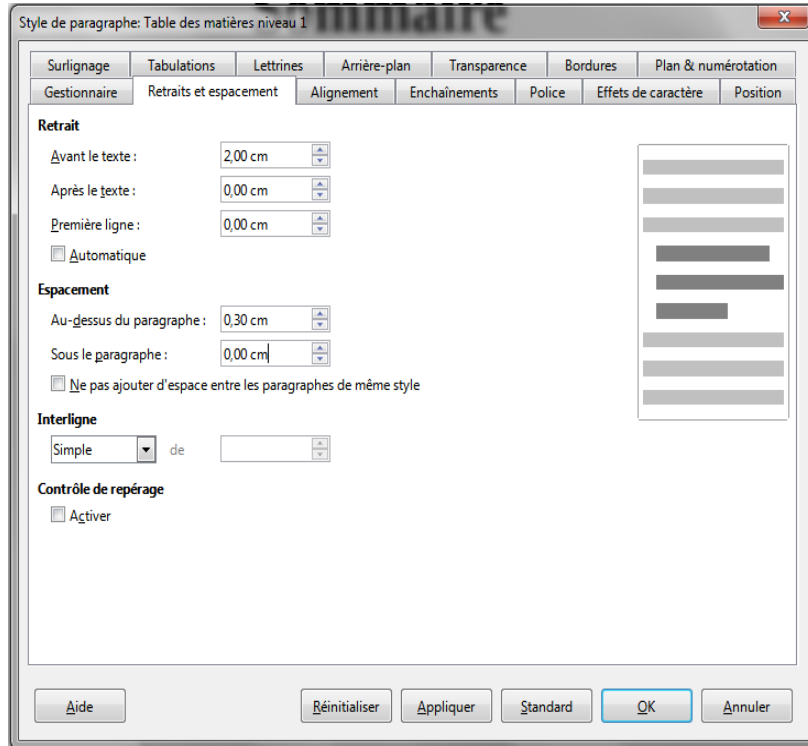 Sommaire
Style de paragraphe: Table des matières niveau 1
Surlignage Tabulations Lettrines Arrière-plan Transparence Bordures Plan & numérotation
Gestionnaire Retraits et espacement Alignement Enchaînements Police Effets de caractère Position
Retrait
Avant le texte : 2,00 cm
Après le texte : 0,00 cm
Première ligne : 0,00 cm
Automatique
Espacement
Au-dessus du paragraphe : 0,30 cm
Sous le paragraphe : 0,00 cm
Ne pas ajouter d'espace entre les paragraphes de même style
Interligne
Simple de
Contrôle de repérage
Activer
Aide Réinitialiser Appliquer Standard OK Annuler